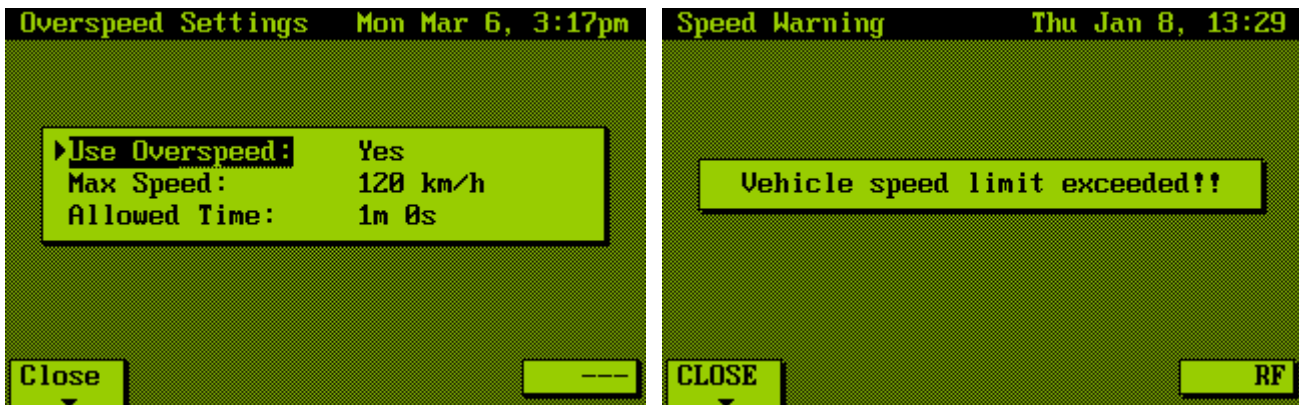 Overspeed Settings Mon Mar 6, 3:17pm
Use Overspeed: Yes
Max Speed: 120 km/h
Allowed Time: 1m 0s
Close ---
Speed Warning Thu Jan 8, 13:29
Vehicle speed limit exceeded!!
CLOSE RF